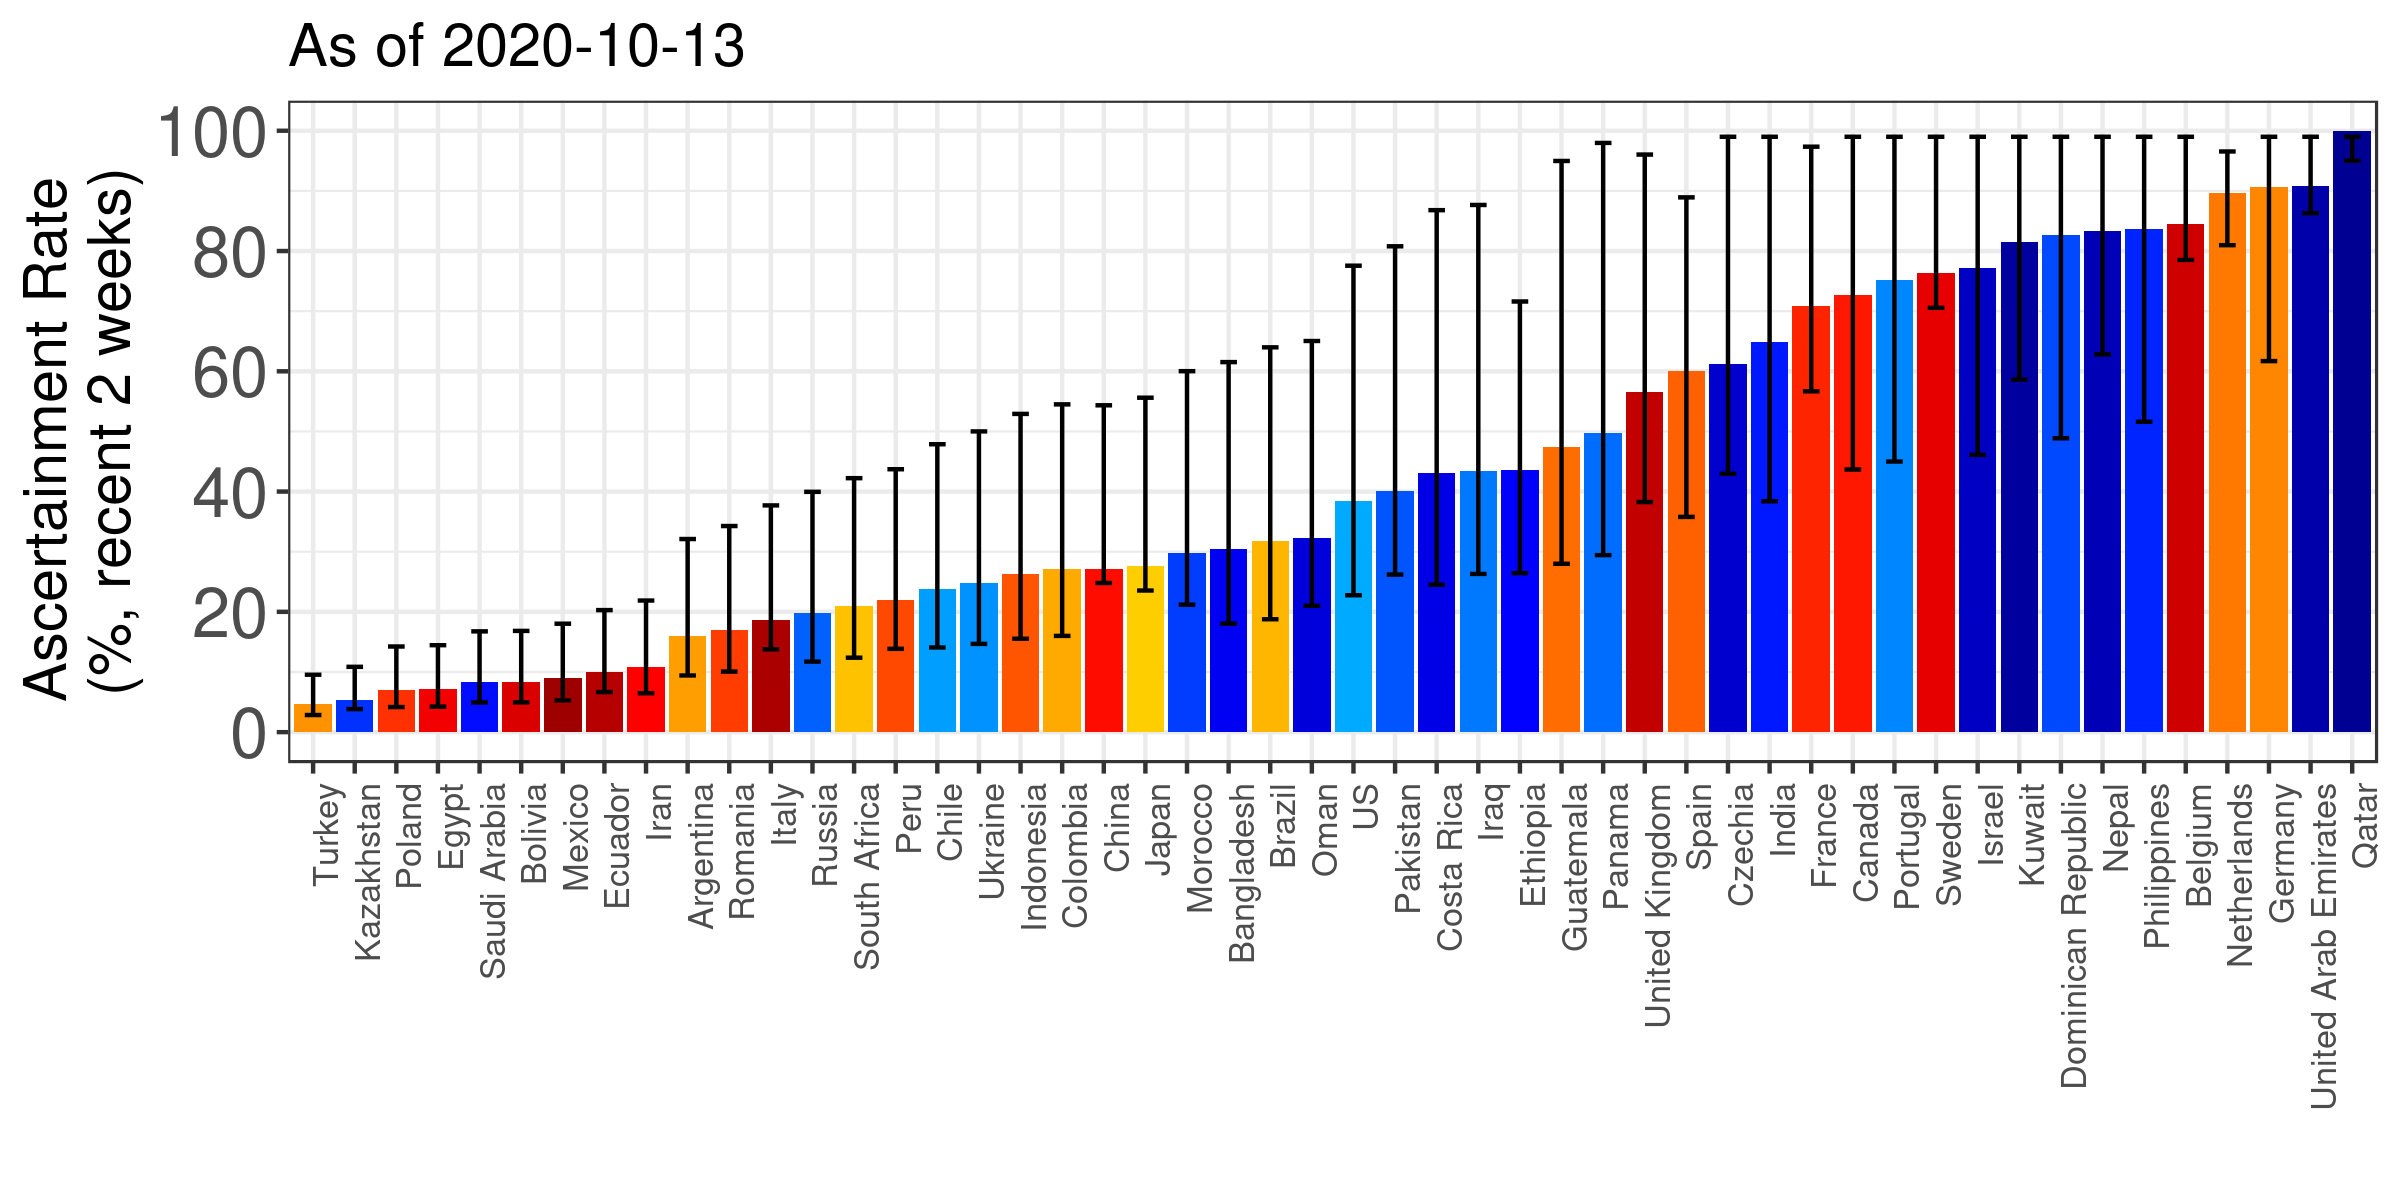 As of 2020-10-13
Ascertainment Rate
(%, recent 2 weeks)
100
80
60
40
20
0
Turkey
Kazakhstan
Poland
Egypt
Saudi Arabia
Bolivia
Mexico
Ecuador
Iran
Argentina
Romania
Italy
Russia
South Africa
Peru
Chile
Ukraine
Indonesia
Colombia
China
Japan
Morocco
Bangladesh
Brazil
Oman
US
Pakistan
Costa Rica
Iraq
Ethiopia
Guatemala
Panama
United Kingdom
Spain
Czechia
India
France
Canada
Portugal
Sweden
Israel
Kuwait
Dominican Republic
Nepal
Philippines
Belgium
Netherlands
Germany
United Arab Emirates
Qatar